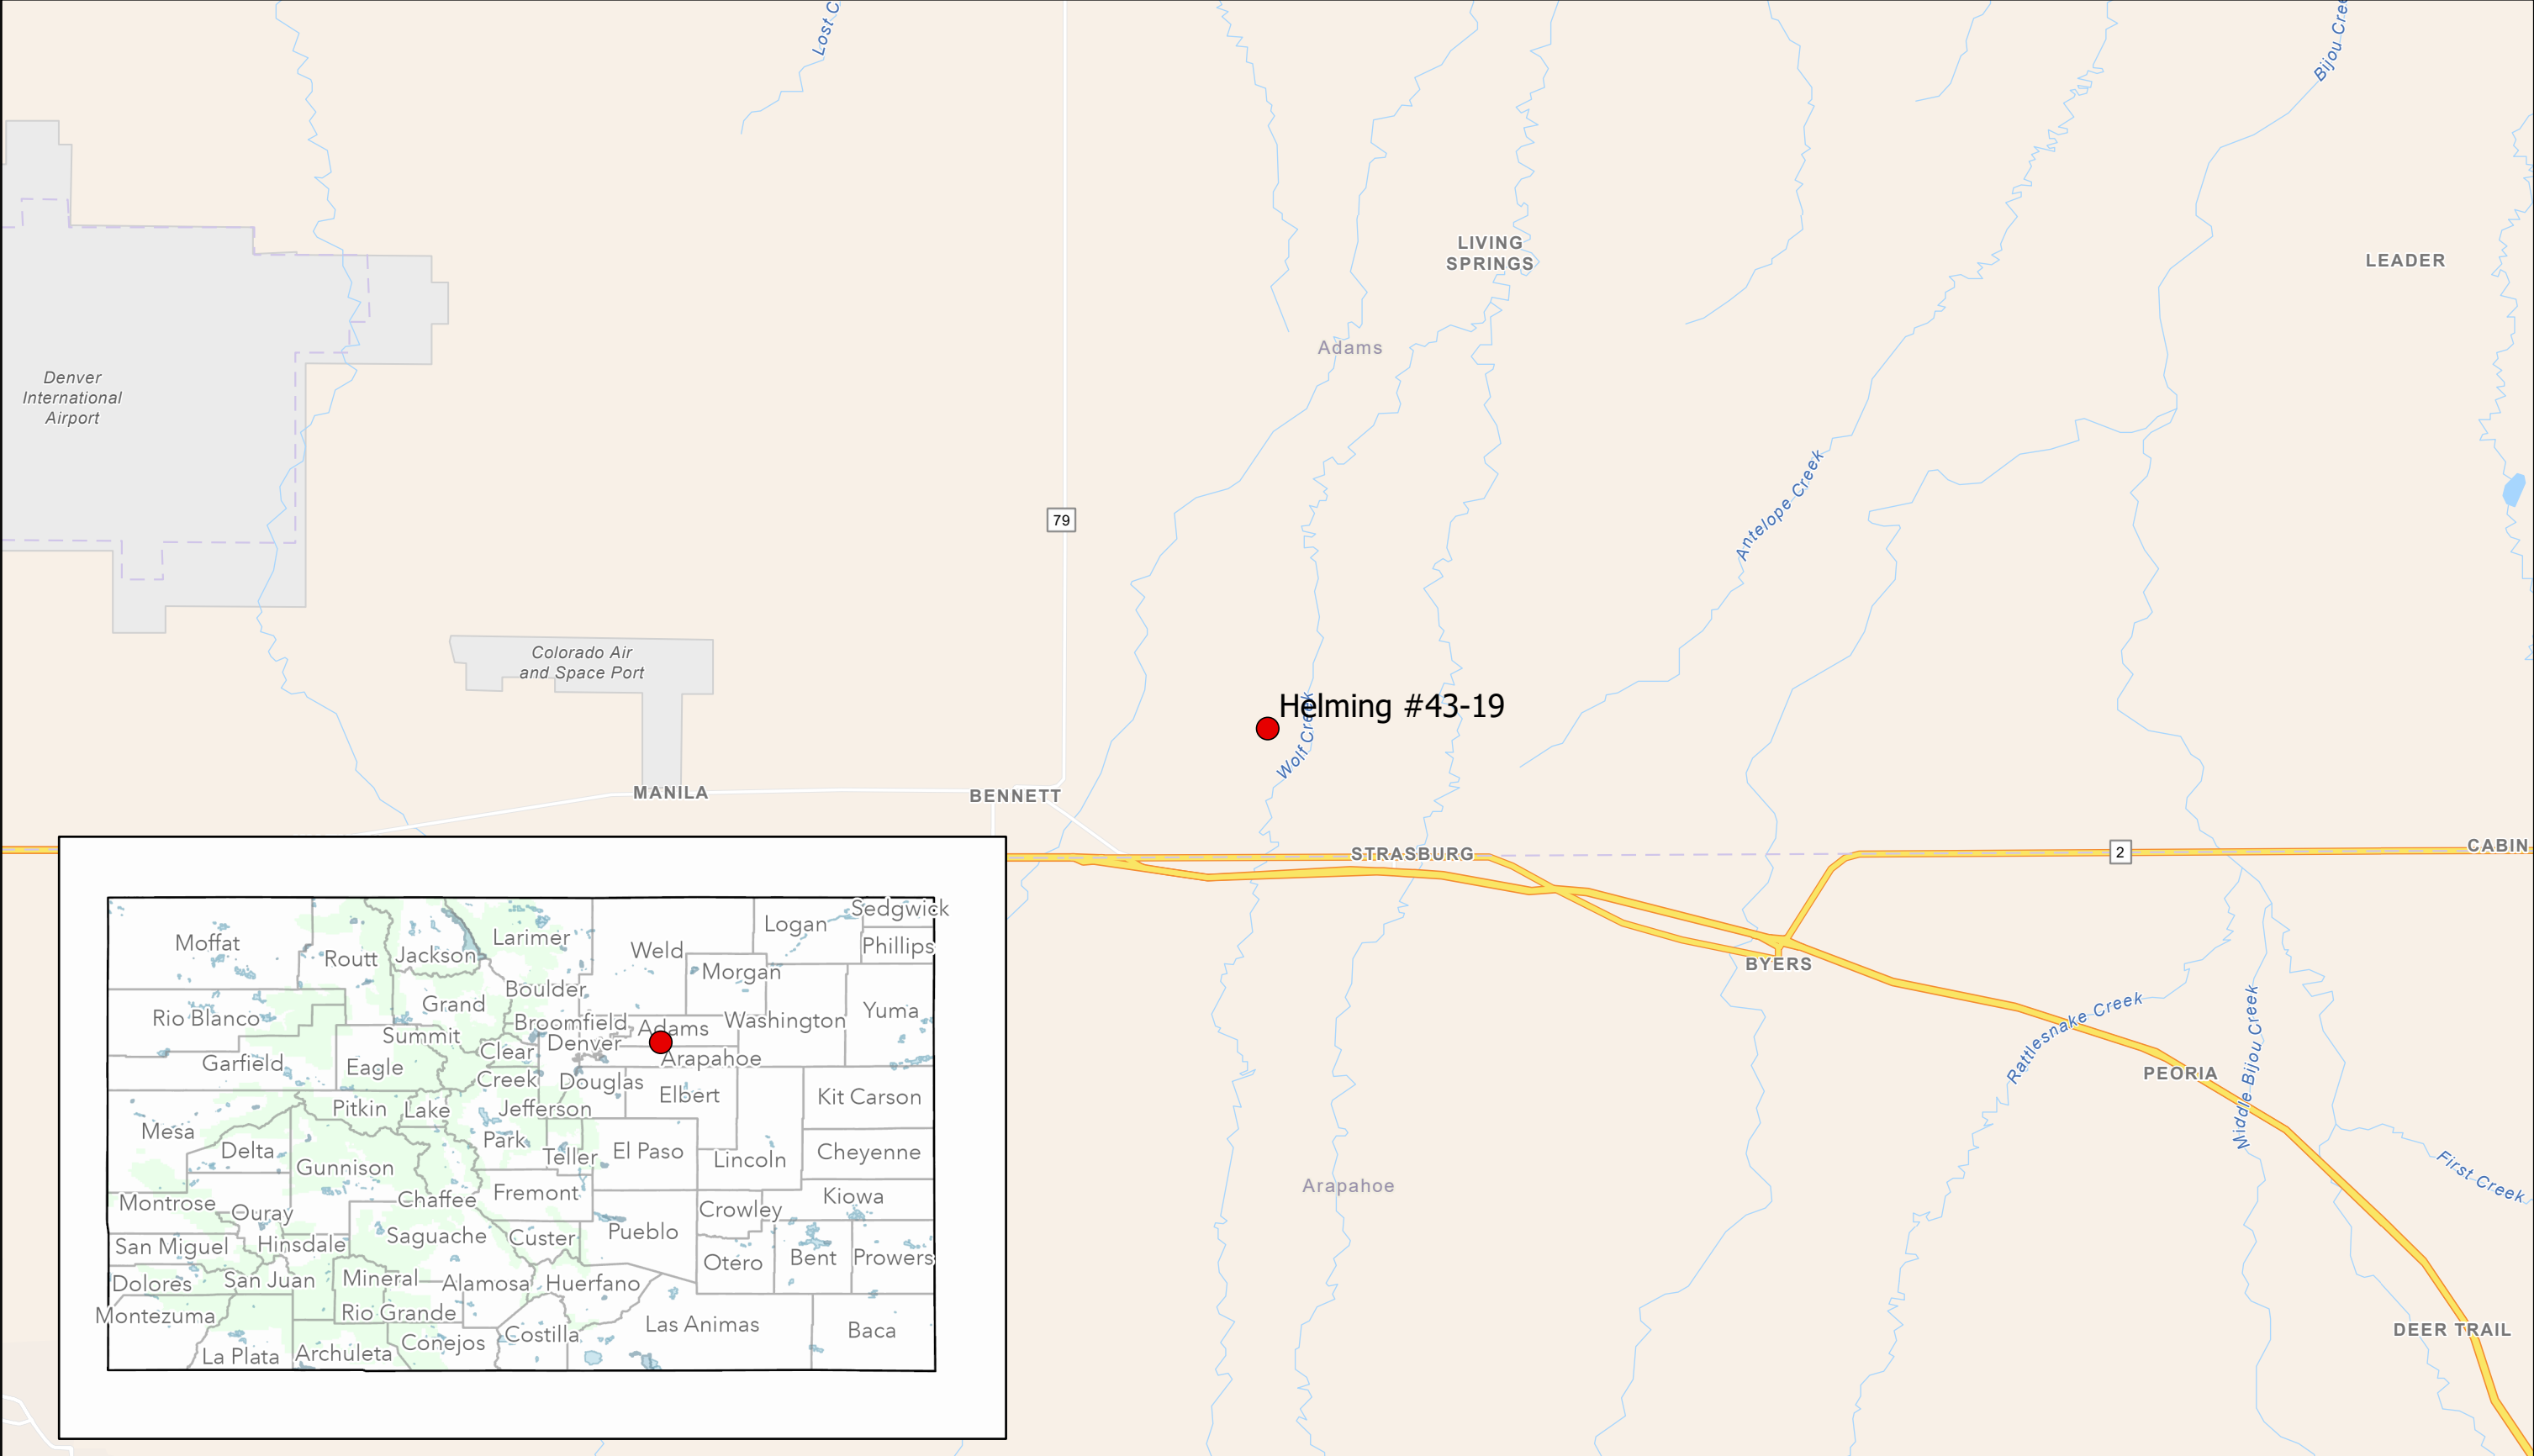 Lost C
Bijou Cree
LIVING
SPRINGS
LEADER
Adams
Denver
International
Airport
Antelope Creek
79
Colorado Air
and Space Port
Helming #43-19
Wolf Creek
MANILA
BENNETT
STRASBURG
2
CABIN
BYERS
Rattlesnake Creek
Middle Bijou Creek
PEORIA
First Creek
Arapahoe
DEER TRAIL
Sedgwick
Logan
Larimer
Moffat
Weld
Phillips
Routt
Jackson
Morgan
Boulder
Grand
Yuma
Rio Blanco
Broomfield
Washington
Adams
Summit
Denver
Clear
Creek
Arapahoe
Garfield
Eagle
Douglas
Elbert
Kit Carson
Pitkin
Lake
Jefferson
Mesa
Park
Delta
El Paso
Cheyenne
Teller
Lincoln
Gunnison
Fremont
Kiowa
Chaffee
Montrose
Crowley
Ouray
Pueblo
Saguache
Custer
San Miguel
Hinsdale
Bent
Prowers
Otero
San Juan
Mineral
Dolores
Alamosa
Huerfano
Rio Grande
Montezuma
Las Animas
Baca
Costilla
Conejos
La Plata
Archuleta